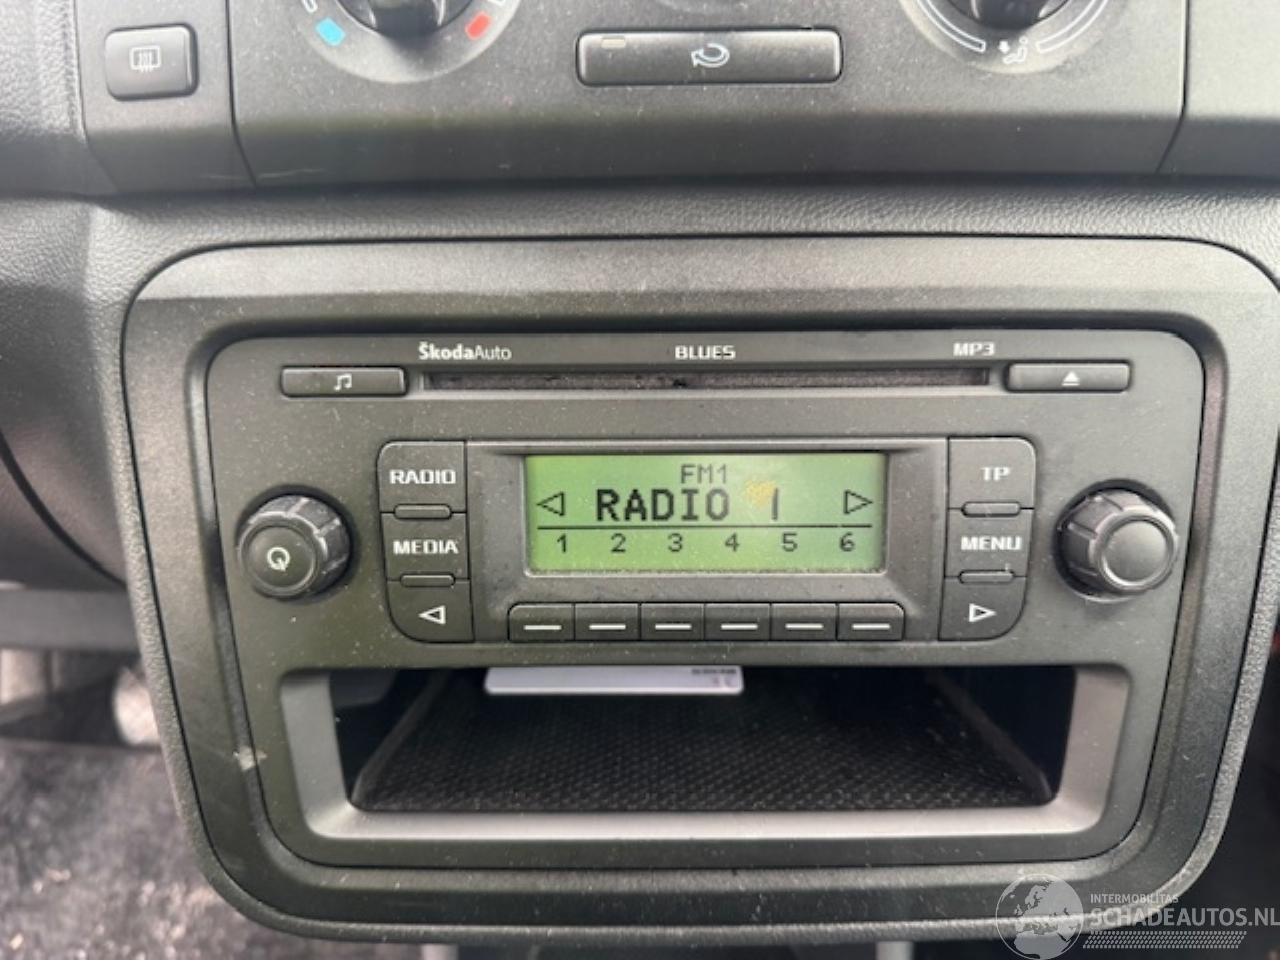 ŠkodaAuto BLUES MP3
RADIO FM1 TP
RADIO 1
MEDIA 1 2 3 4 5 6 MENU
INTERMOBILITAS
SCHADEAUTOS.NL